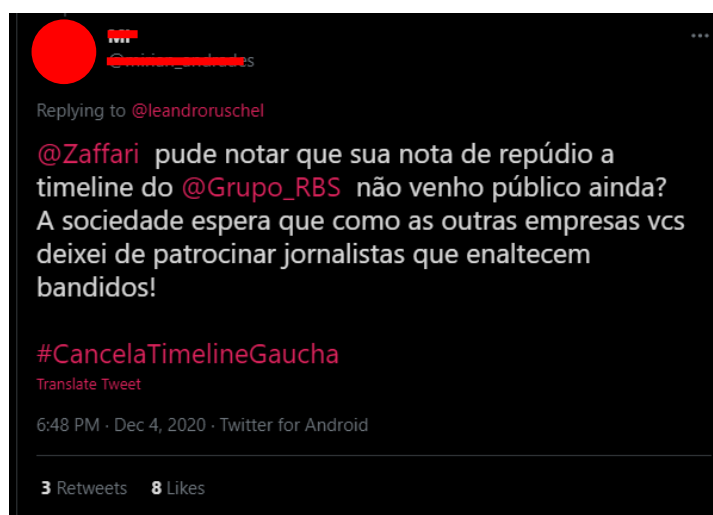 Replying to @leandroruschel
@Zaffari pude notar que sua nota de repúdio a
timeline do @Grupo_RBS não venho público ainda?
A sociedade espera que como as outras empresas vcs
deixei de patrocinar jornalistas que enaltecem
bandidos!
#CancelaTimelineGaucha
Translate Tweet
6:48 PM · Dec 4, 2020 · Twitter for Android
3 Retweets 8 Likes